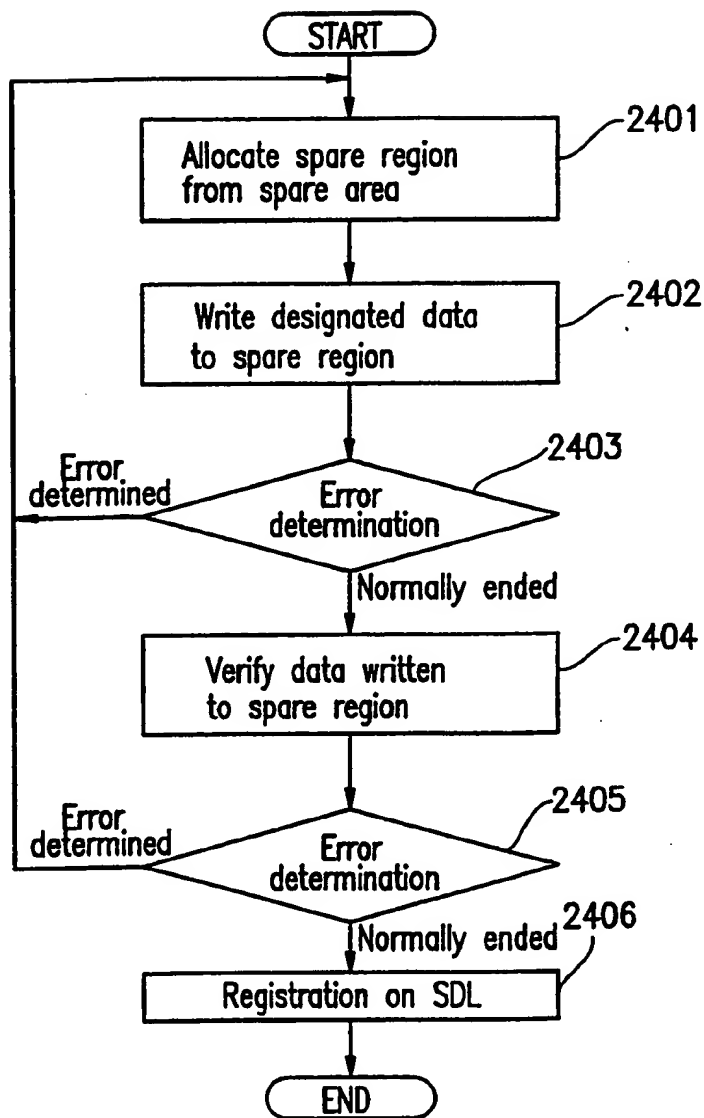 START
2401
Allocate spare region
from spare area
2402
Write designated data
to spare region
2403
Error
determined
Error
determination
Normally ended
2404
Verify data written
to spare region
2405
Error
determined
Error
determination
2406
Normally ended
Registration on SDL
END